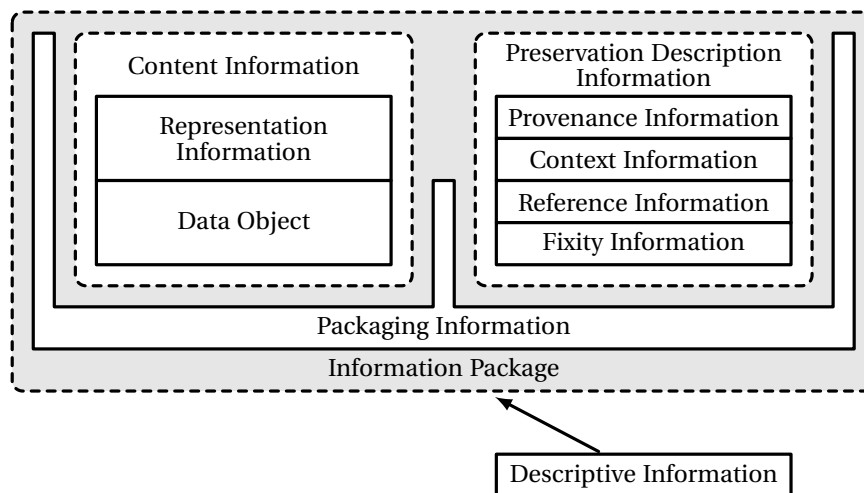 Content Information
Representation
Information
Data Object
Preservation Description
Information
Provenance Information
Context Information
Reference Information
Fixity Information
Packaging Information
Information Package
Descriptive Information